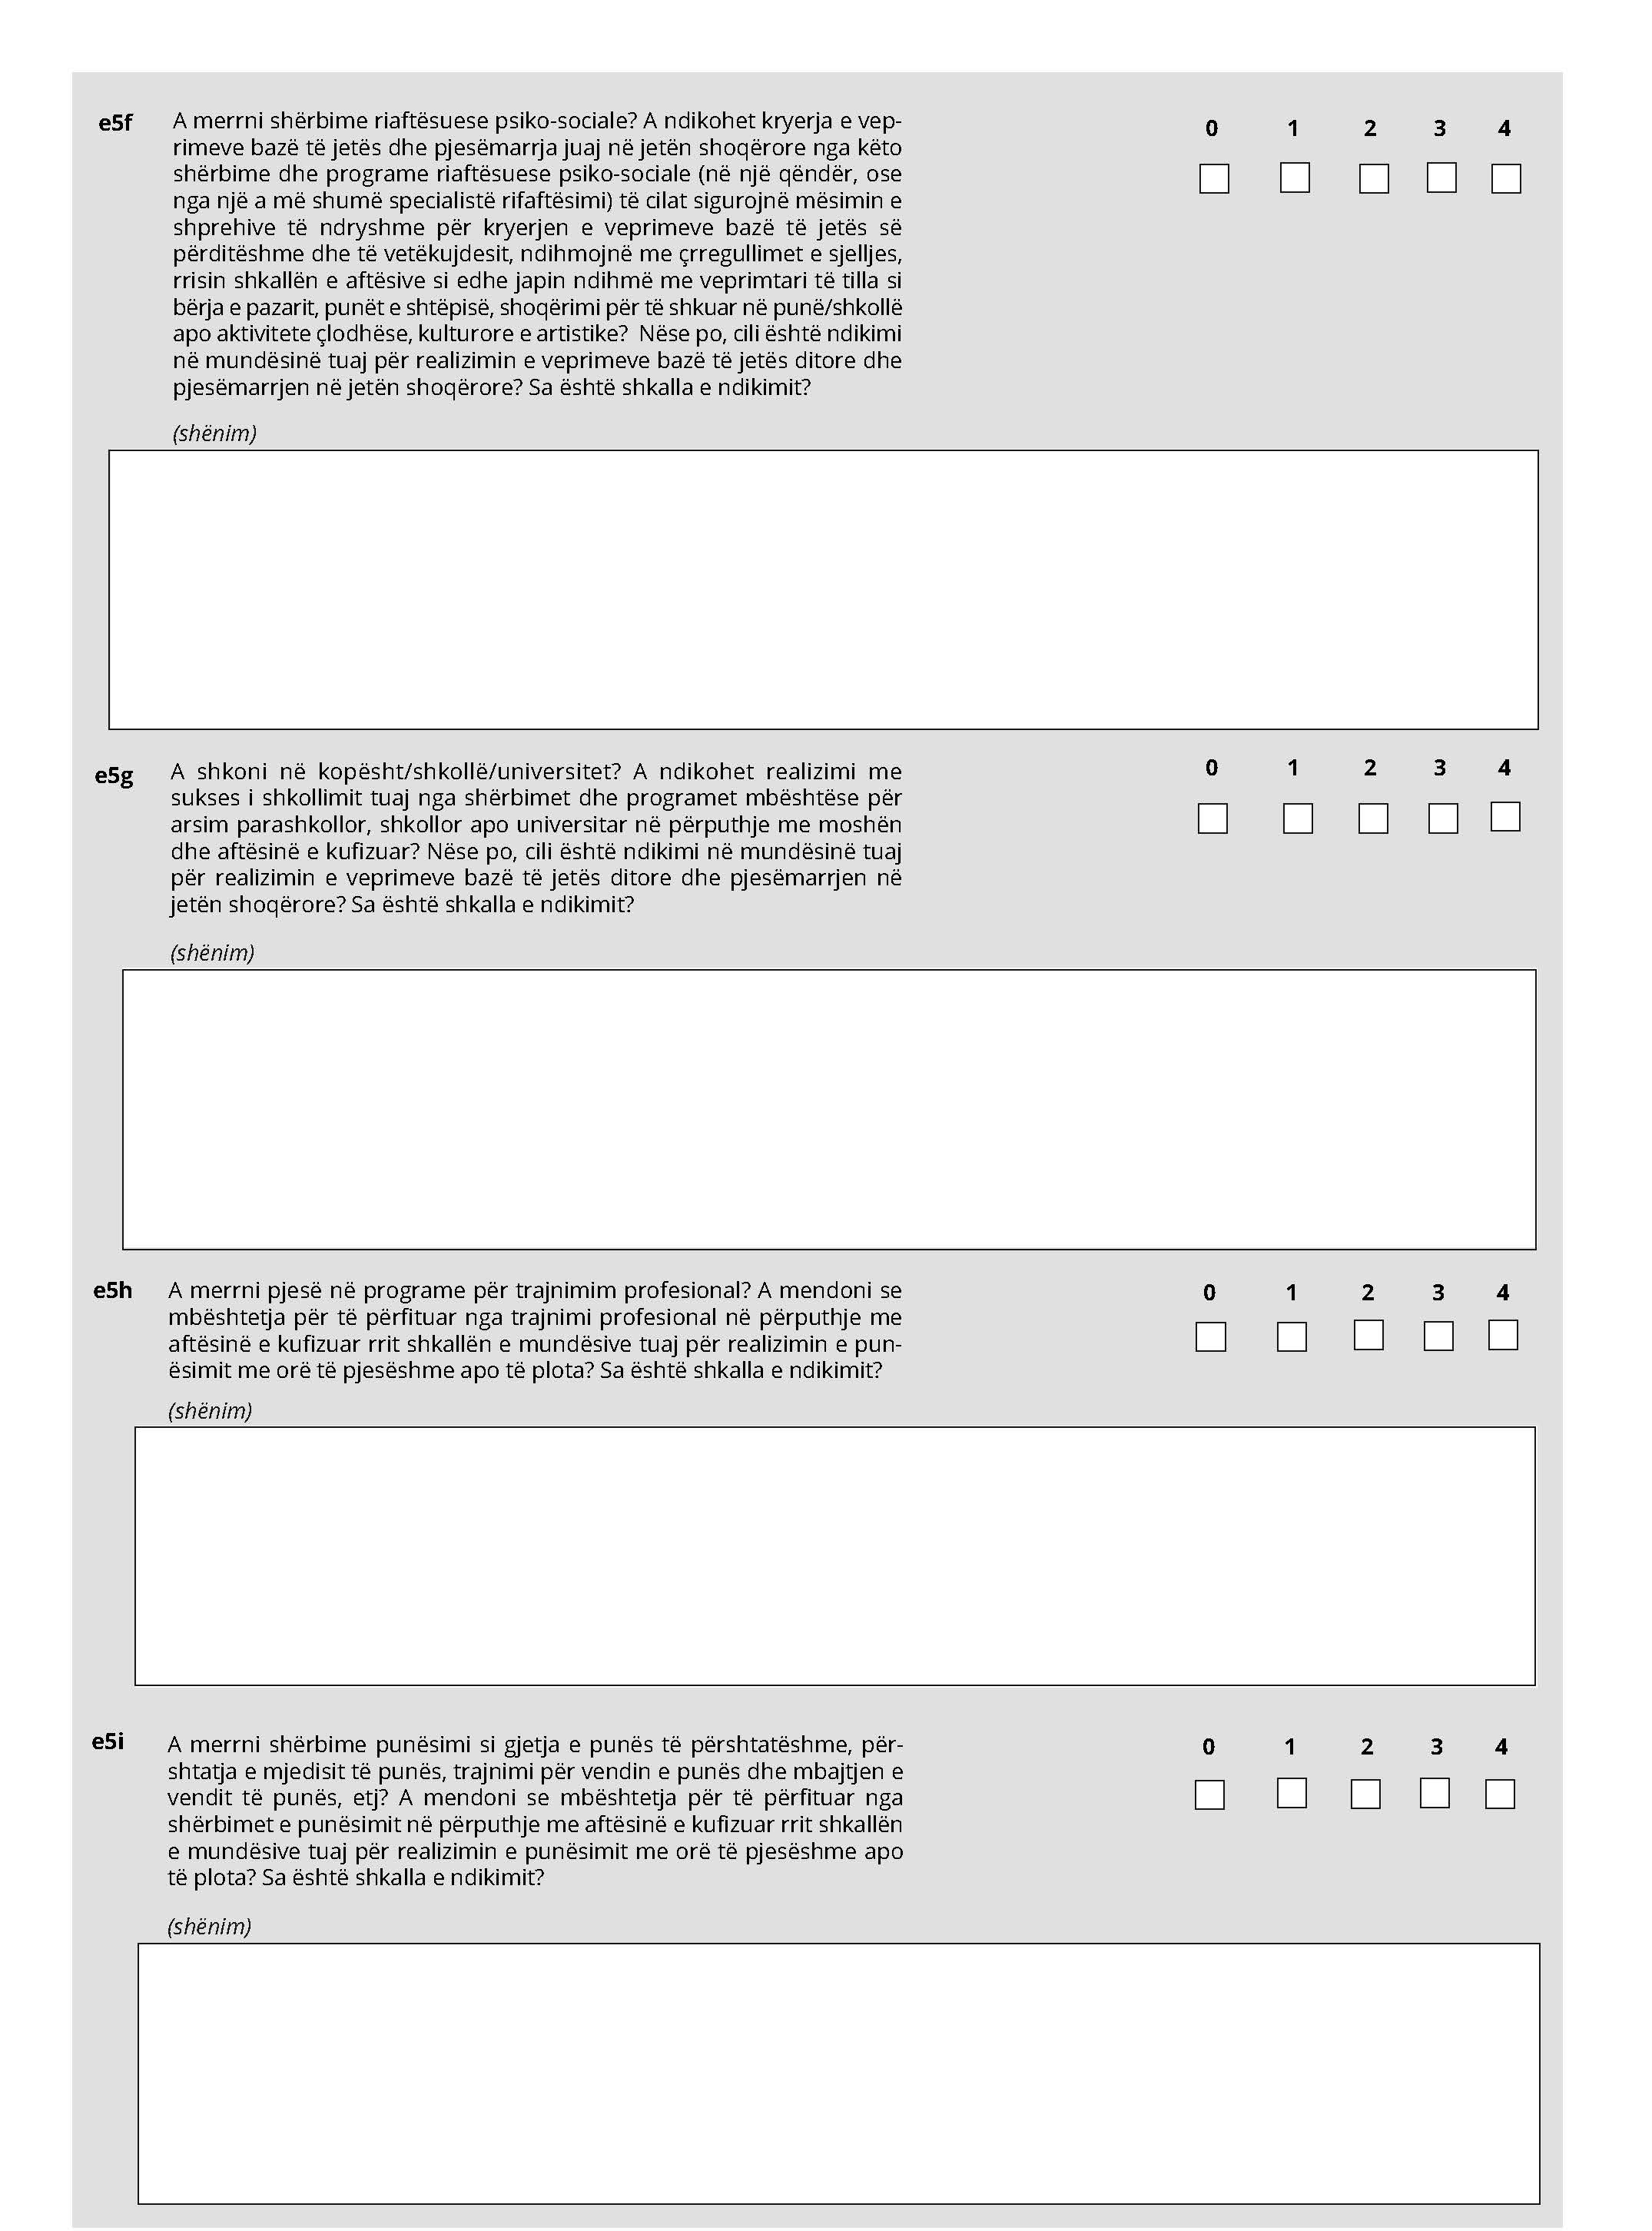 e5f A merrni shërbime riaftësuese psiko-sociale? A ndikohet kryerja e vep-
rimeve bazë të jetës dhe pjesëmarrja juaj në jetën shoqërore nga këto
shërbime dhe programe riaftësuese psiko-sociale (në një qëndër, ose
nga një a më shumë specialistë rifaftësimi) të cilat sigurojnë mësimin e
shprehive të ndryshme për kryerjen e veprimeve bazë të jetës së
përditëshme dhe të vetëkujdesit, ndihmojnë me çrregullimet e sjelljes,
rrisin shkallën e aftësive si edhe japin ndihmë me veprimtari të tilla si
bërja e pazarit, punët e shtëpisë, shoqërimi për të shkuar në punë/shkollë
apo aktivitete çlodhëse, kulturore e artistike? Nëse po, cili është ndikimi
në mundësinë tuaj për realizimin e veprimeve bazë të jetës ditore dhe
pjesëmarrjen në jetën shoqërore? Sa është shkalla e ndikimit?
0 1 2 3 4
(shënim)
e5g A shkoni në kopësht/shkollë/universitet? A ndikohet realizimi me
sukses i shkollimit tuaj nga shërbimet dhe programet mbështëse për
arsim parashkollor, shkollor apo universitar në përputhje me moshën
dhe aftësinë e kufizuar? Nëse po, cili është ndikimi në mundësinë tuaj
për realizimin e veprimeve bazë të jetës ditore dhe pjesëmarrjen në
jetën shoqërore? Sa është shkalla e ndikimit?
0 1 2 3 4
(shënim)
e5h A merrni pjesë në programe për trajnimim profesional? A mendoni se
mbështetja për të përfituar nga trajnimi profesional në përputhje me
aftësinë e kufizuar rrit shkallën e mundësive tuaj për realizimin e pun-
ësimit me orë të pjesëshme apo të plota? Sa është shkalla e ndikimit?
0 1 2 3 4
(shënim)
e5i A merrni shërbime punësimi si gjetja e punës të përshtatëshme, për-
shtatja e mjedisit të punës, trajnimi për vendin e punës dhe mbajtjen e
vendit të punës, etj? A mendoni se mbështetja për të përfituar nga
shërbimet e punësimit në përputhje me aftësinë e kufizuar rrit shkallën
e mundësive tuaj për realizimin e punësimit me orë të pjesëshme apo
të plota? Sa është shkalla e ndikimit?
0 1 2 3 4
(shënim)